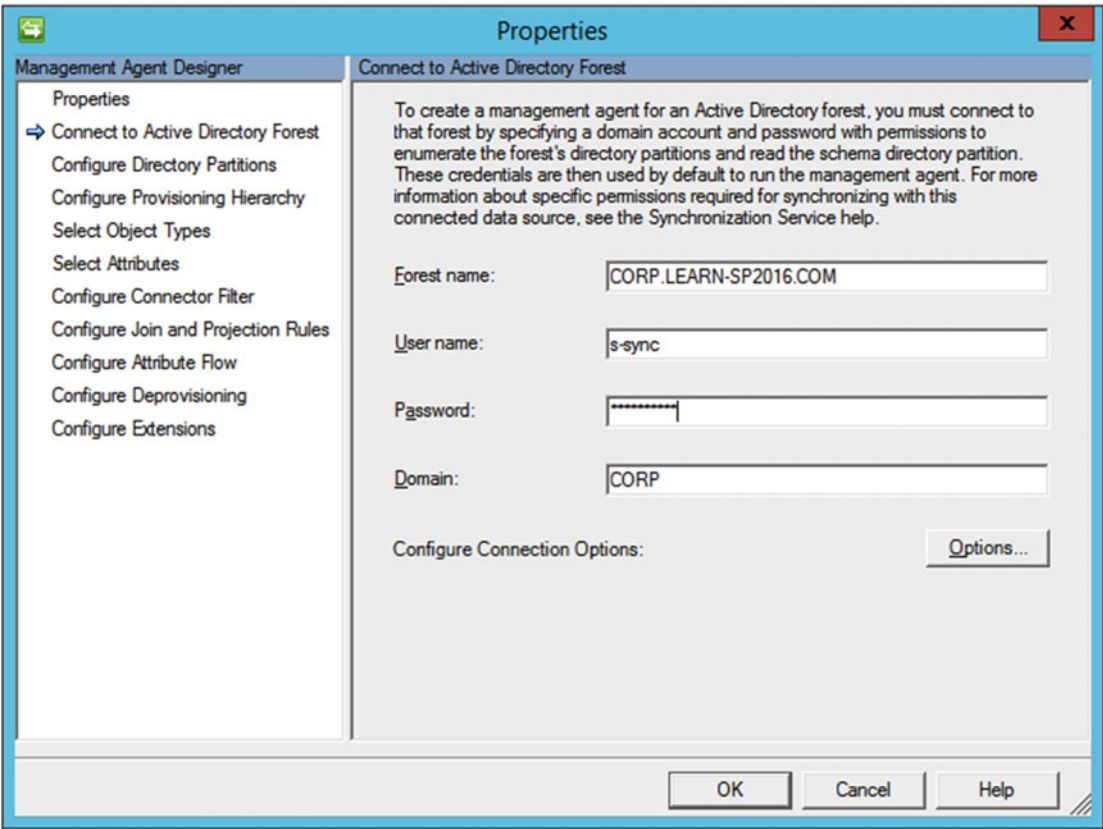 Properties
X
Management Agent Designer
Properties
Connect to Active Directory Forest
Configure Directory Partitions
Configure Provisioning Hierarchy
Select Object Types
Select Attributes
Configure Connector Filter
Configure Join and Projection Rules
Configure Attribute Flow
Configure Deprovisioning
Configure Extensions
Connect to Active Directory Forest
To create a management agent for an Active Directory forest, you must connect to
that forest by specifying a domain account and password with permissions to
enumerate the forest's directory partitions and read the schema directory partition.
These credentials are then used by default to run the management agent. For more
information about specific permissions required for synchronizing with this
connected data source, see the Synchronization Service help.
Forest name: CORP.LEARN-SP2016.COM
User name: s-sync
Password: **********
Domain: CORP
Configure Connection Options: Options...
OK Cancel Help